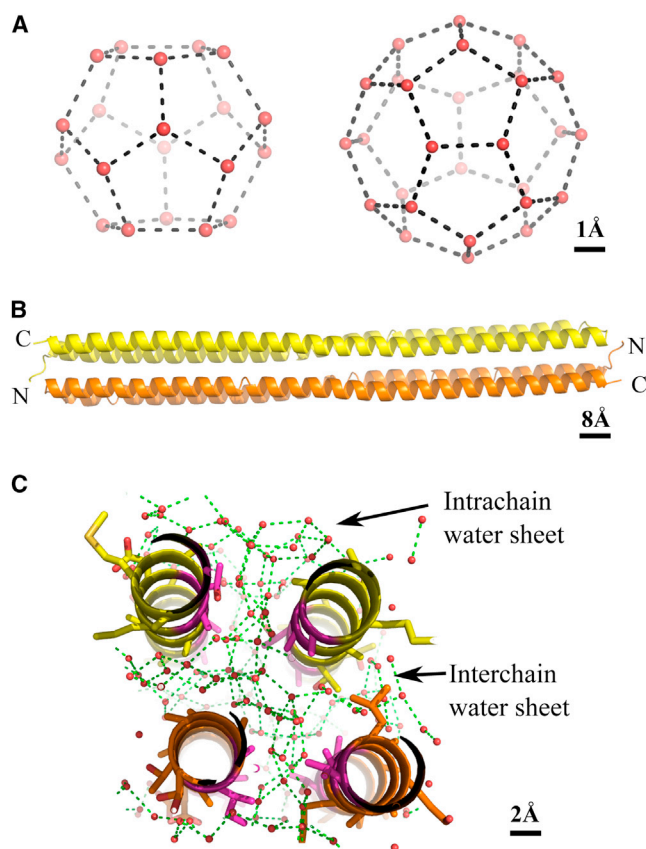 A
1Å
B
C
N
N
C
8Å
C
Intrachain
water sheet
Interchain
water sheet
2Å